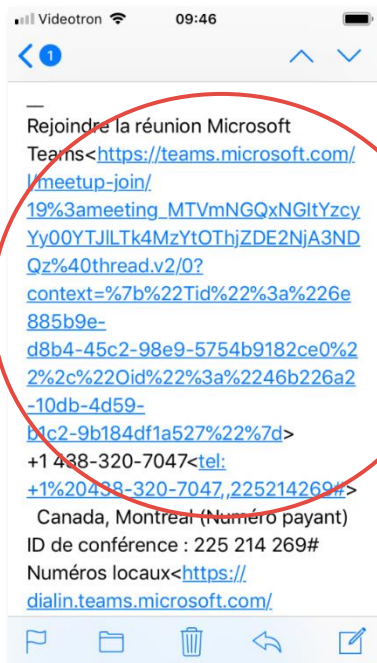 Videotron 09:46
1
Rejoindre la réunion Microsoft
Teams<https://teams.microsoft.com/
l/meetup-join/
19%3ameeting_MTVmNGQxNGItYzcy
Yy00YTJlLTk4MzYtOThjZDE2NjA3ND
Qz%40thread.v2/0?
context=%7b%22Tid%22%3a%226e
885b9e-
d8b4-45c2-98e9-5754b9182ce0%2
2%2c%22Oid%22%3a%2246b226a2
-10db-4d59-
b1c2-9b184df1a527%22%7d>
+1 438-320-7047<tel:
+1%20438-320-7047,,225214269#>
Canada, Montréal (Numéro payant)
ID de conférence : 225 214 269#
Numéros locaux<https://
dialin.teams.microsoft.com/